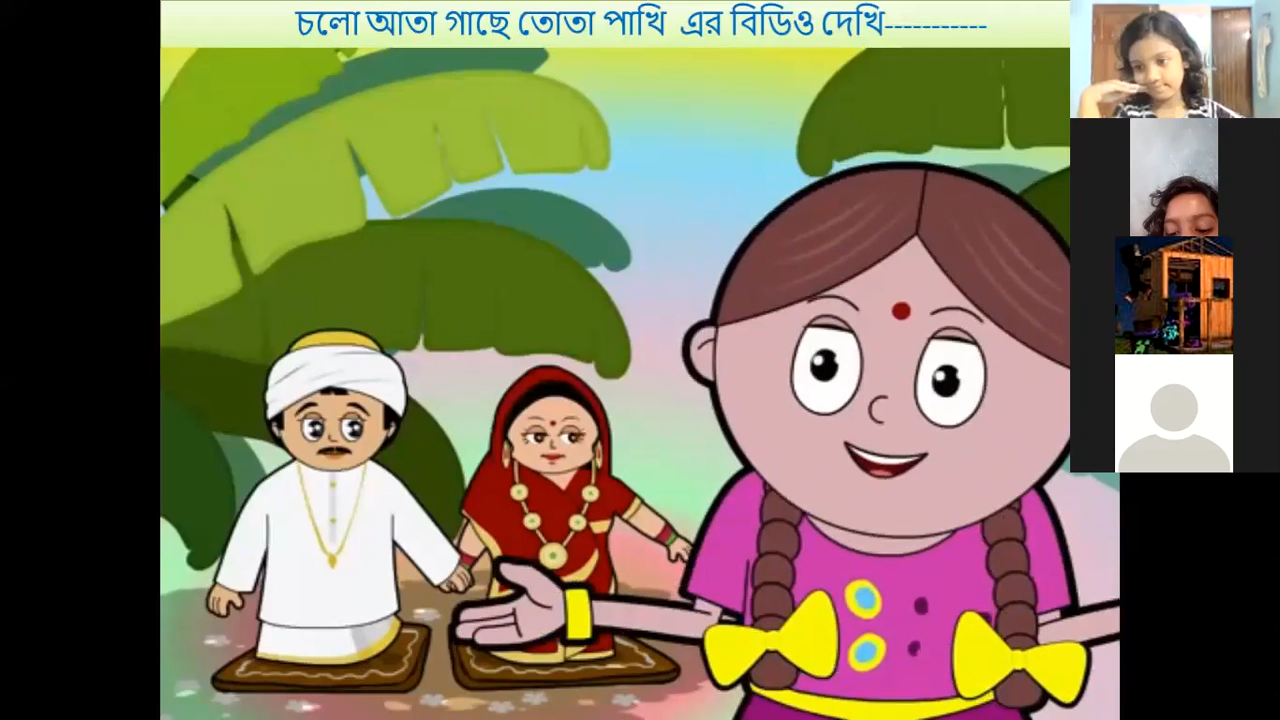 চলো আতা গাছে তোতা পাখি এর বিডিও দেখি-----------